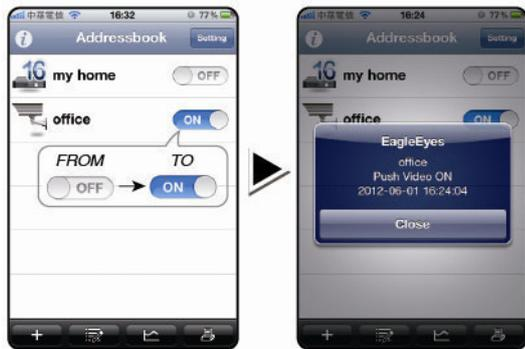 中華電信 16:32 77%
Addressbook Setting
16 my home OFF
office ON
FROM TO
OFF ON
中華電信 16:24 77%
Addressbook Setting
16 my home OFF
office ON
EagleEyes
office
Push Video ON
2012-06-01 16:24:04
Close